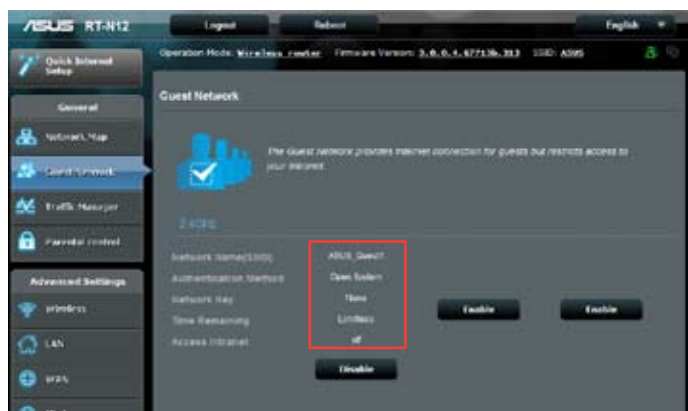 ASUS RT-N12
Logout
Reboot
English
Quick Internet
Setup
Operation Mode: Wireless router Firmware Version: SSID: ASUS
General
Network Map
Guest Network
Traffic Manager
Parental control
Advanced Settings
Wireless
LAN
WAN
Guest Network
The Guest Network provides Internet connection for guests but restricts access to
your Intranet
2.4GHz
Network Name(SSID) ASUS_Guest1
Authentication Method Open System
Network Key None
Time Remaining Limitless
Access Intranet off
Enable
Enable
Disable